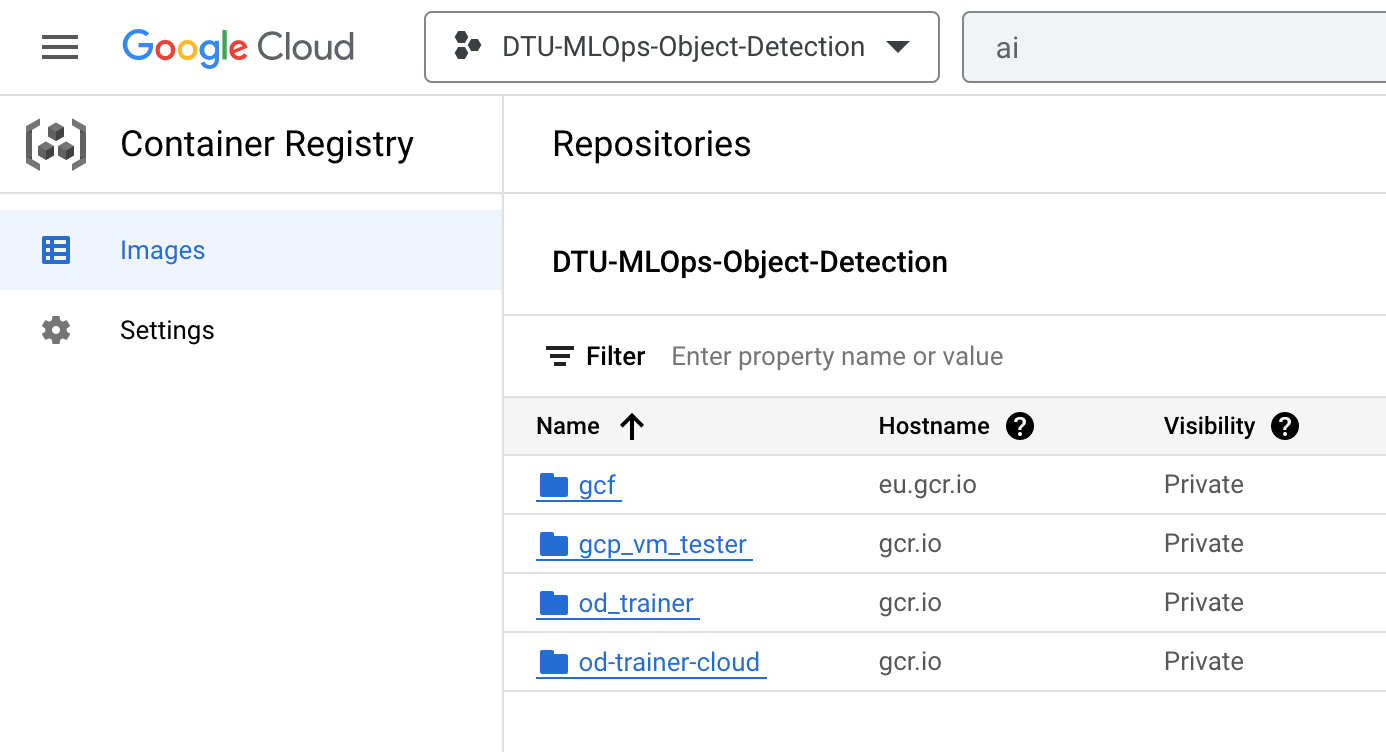 Google Cloud DTU-MLOps-Object-Detection ai
Container Registry Repositories
Images
Settings
DTU-MLOps-Object-Detection
Filter Enter property name or value
Name Hostname Visibility
gcf eu.gcr.io Private
gcp_vm_tester gcr.io Private
od_trainer gcr.io Private
od-trainer-cloud gcr.io Private